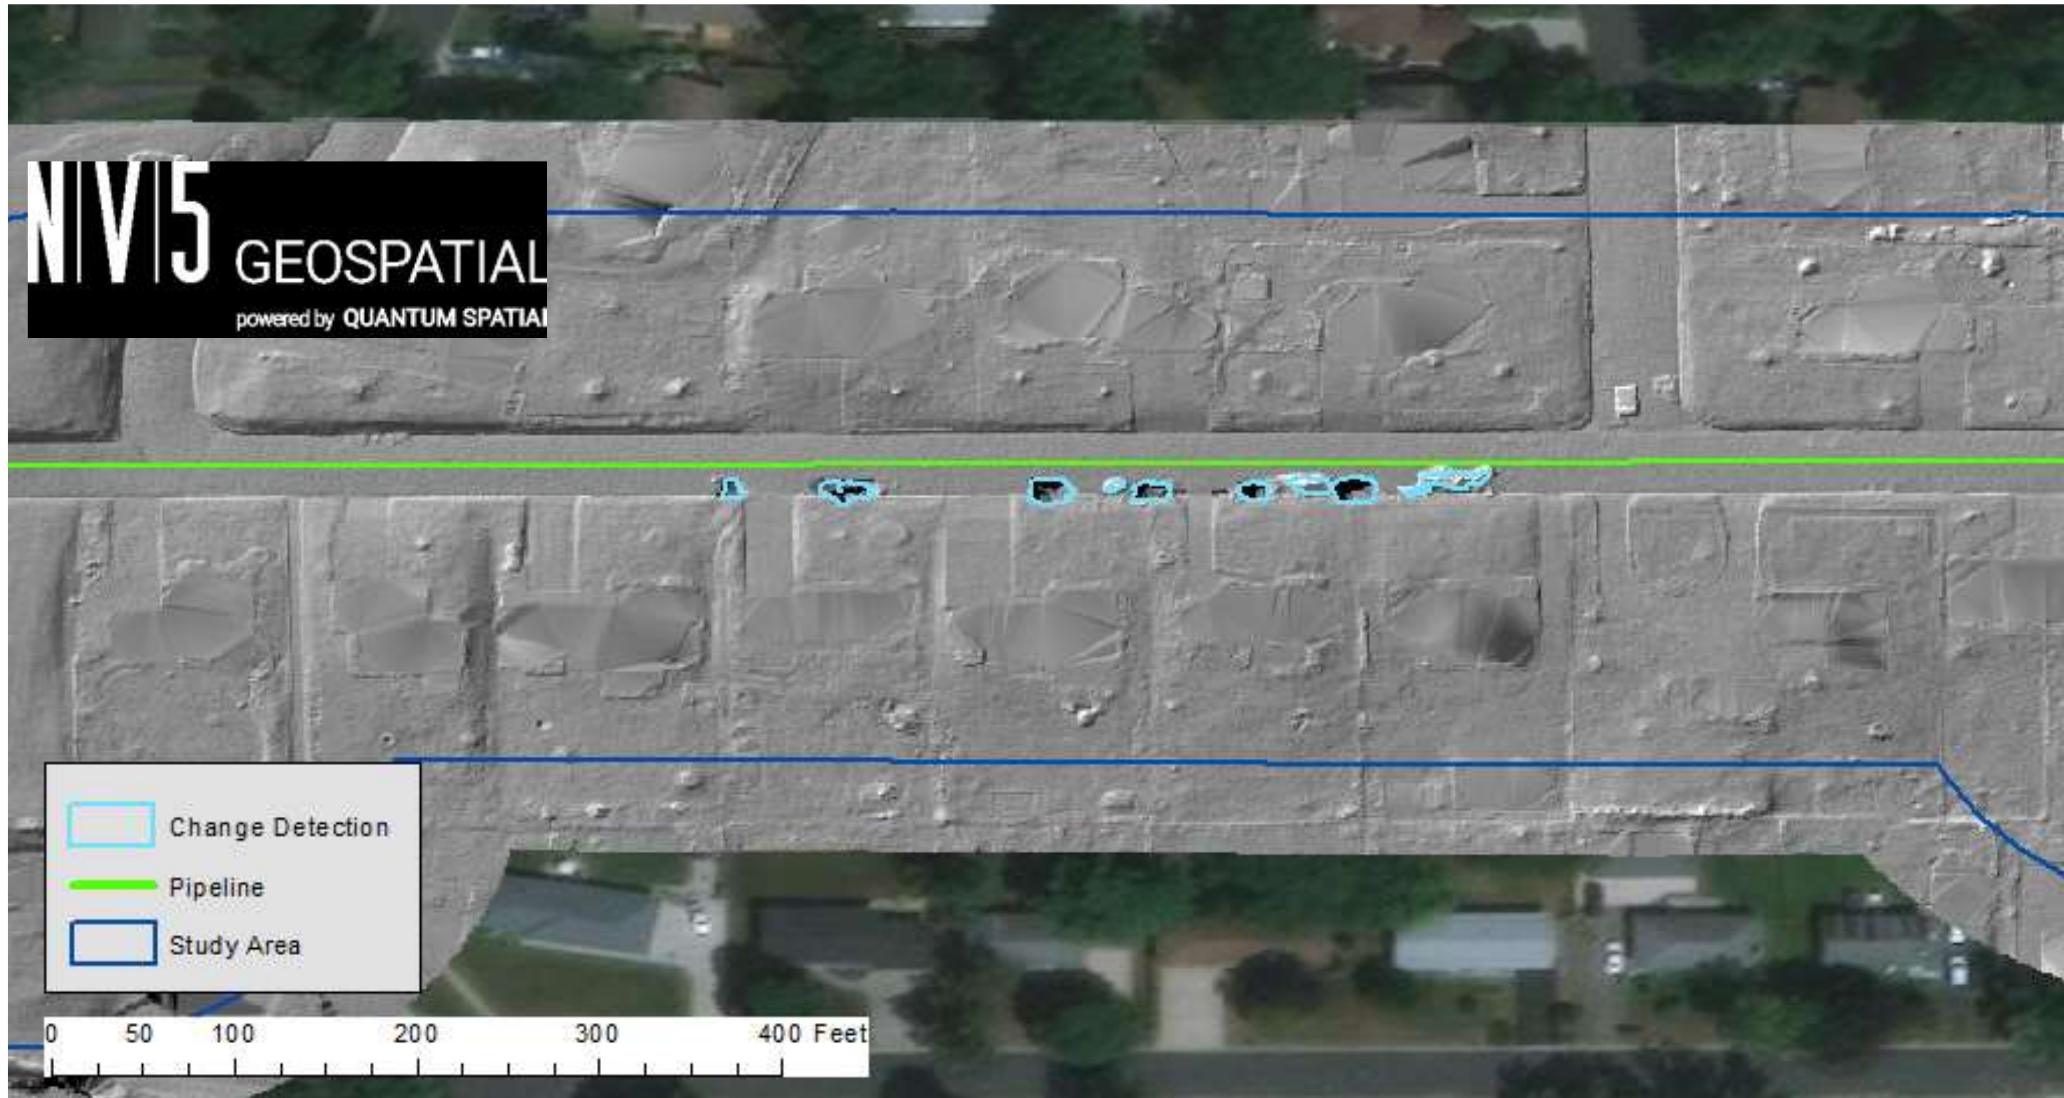 N|V|5
GEOSPATIAL
powered by QUANTUM SPATIAL
Change Detection
Pipeline
Study Area
0 50 100 200 300 400 Feet